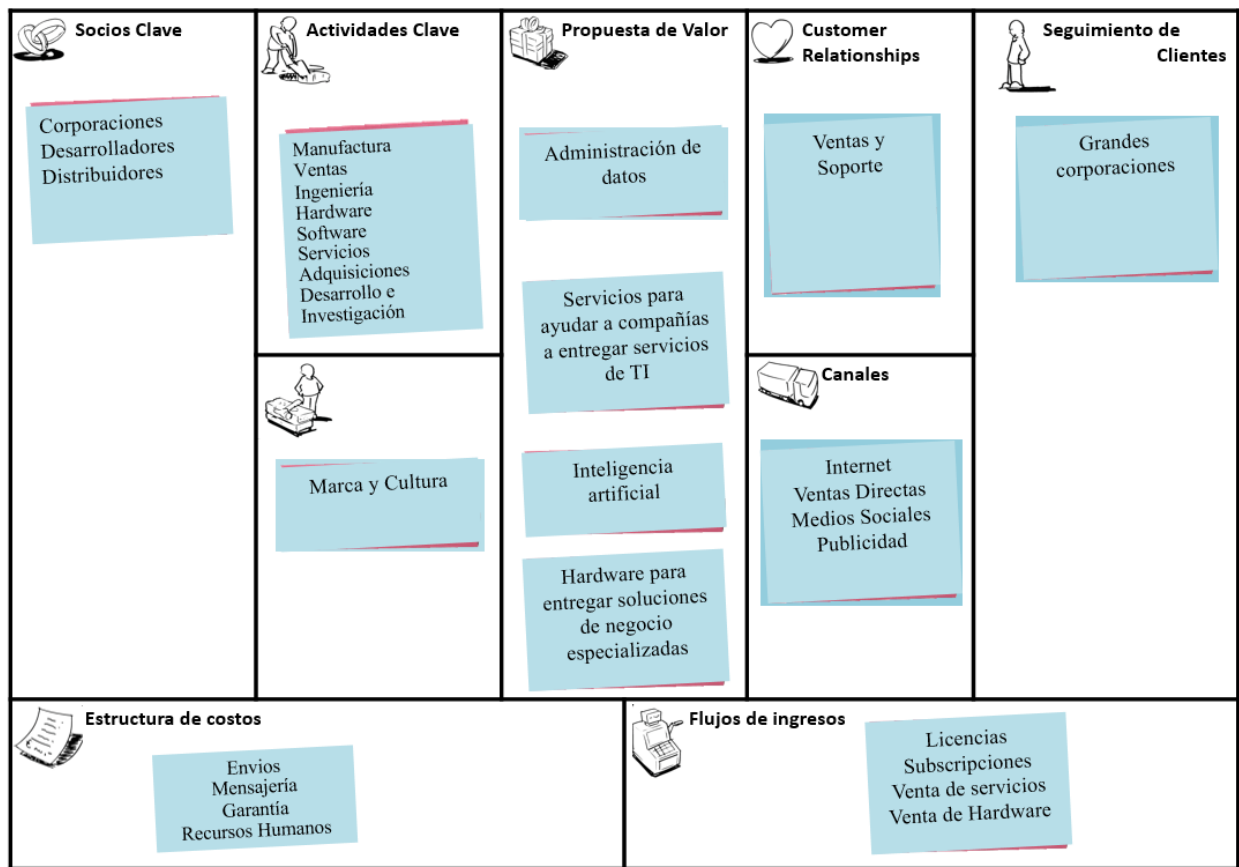 Socios Clave
Corporaciones
Desarrolladores
Distribuidores
Actividades Clave
Manufactura
Ventas
Ingeniería
Hardware
Software
Servicios
Adquisiciones
Desarrollo e
Investigación
Marca y Cultura
Propuesta de Valor
Administración de
datos
Servicios para
ayudar a compañías
a entregar servicios
de TI
Inteligencia
artificial
Hardware para
entregar soluciones
de negocio
especializadas
Customer
Relationships
Ventas y
Soporte
Canales
Internet
Ventas Directas
Medios Sociales
Publicidad
Seguimiento de
Clientes
Grandes
corporaciones
Estructura de costos
Envios
Mensajería
Garantía
Recursos Humanos
Flujos de ingresos
Licencias
Subscripciones
Venta de servicios
Venta de Hardware